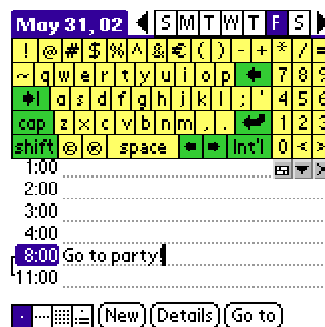 May 31, 02 S M T W T F S
! @ # $ % ^ & € ( ) - + * / =
~ q w e r t y u i o p 7 8 9
a s d f g h j k l ; ' 4 5 6
cap z x c v b n m , . 1 2 3
shift space Int'l 0 < >
1:00
2:00
3:00
4:00
8:00 Go to party!
11:00
New Details Go to